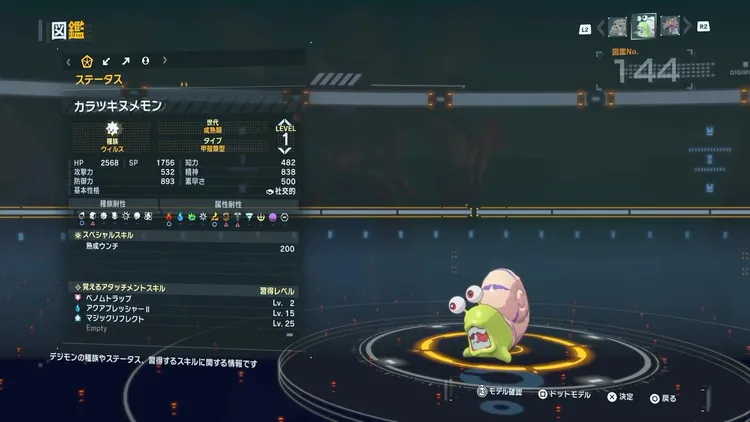 図鑑
L2
R2
図鑑No.
144
ステータス
カラツキヌメモン
種族
ウイルス
世代
成熟期
タイプ
甲殻類型
LEVEL
1
HP 2568 SP 1756 知力 482
攻撃力 532 精神 838
防御力 893 素早さ 500
基本性格 社交的
種族耐性 属性耐性
スペシャルスキル
熟成ウンチ 200
覚えるアタッチメントスキル 習得レベル
ベノムトラップ Lv. 2
アクアプレッシャーⅡ Lv. 15
マジックリフレクト Lv. 25
Empty
デジモンの種族やステータス、習得するスキルに関する情報です
モデル確認 ドットモデル 決定 戻る